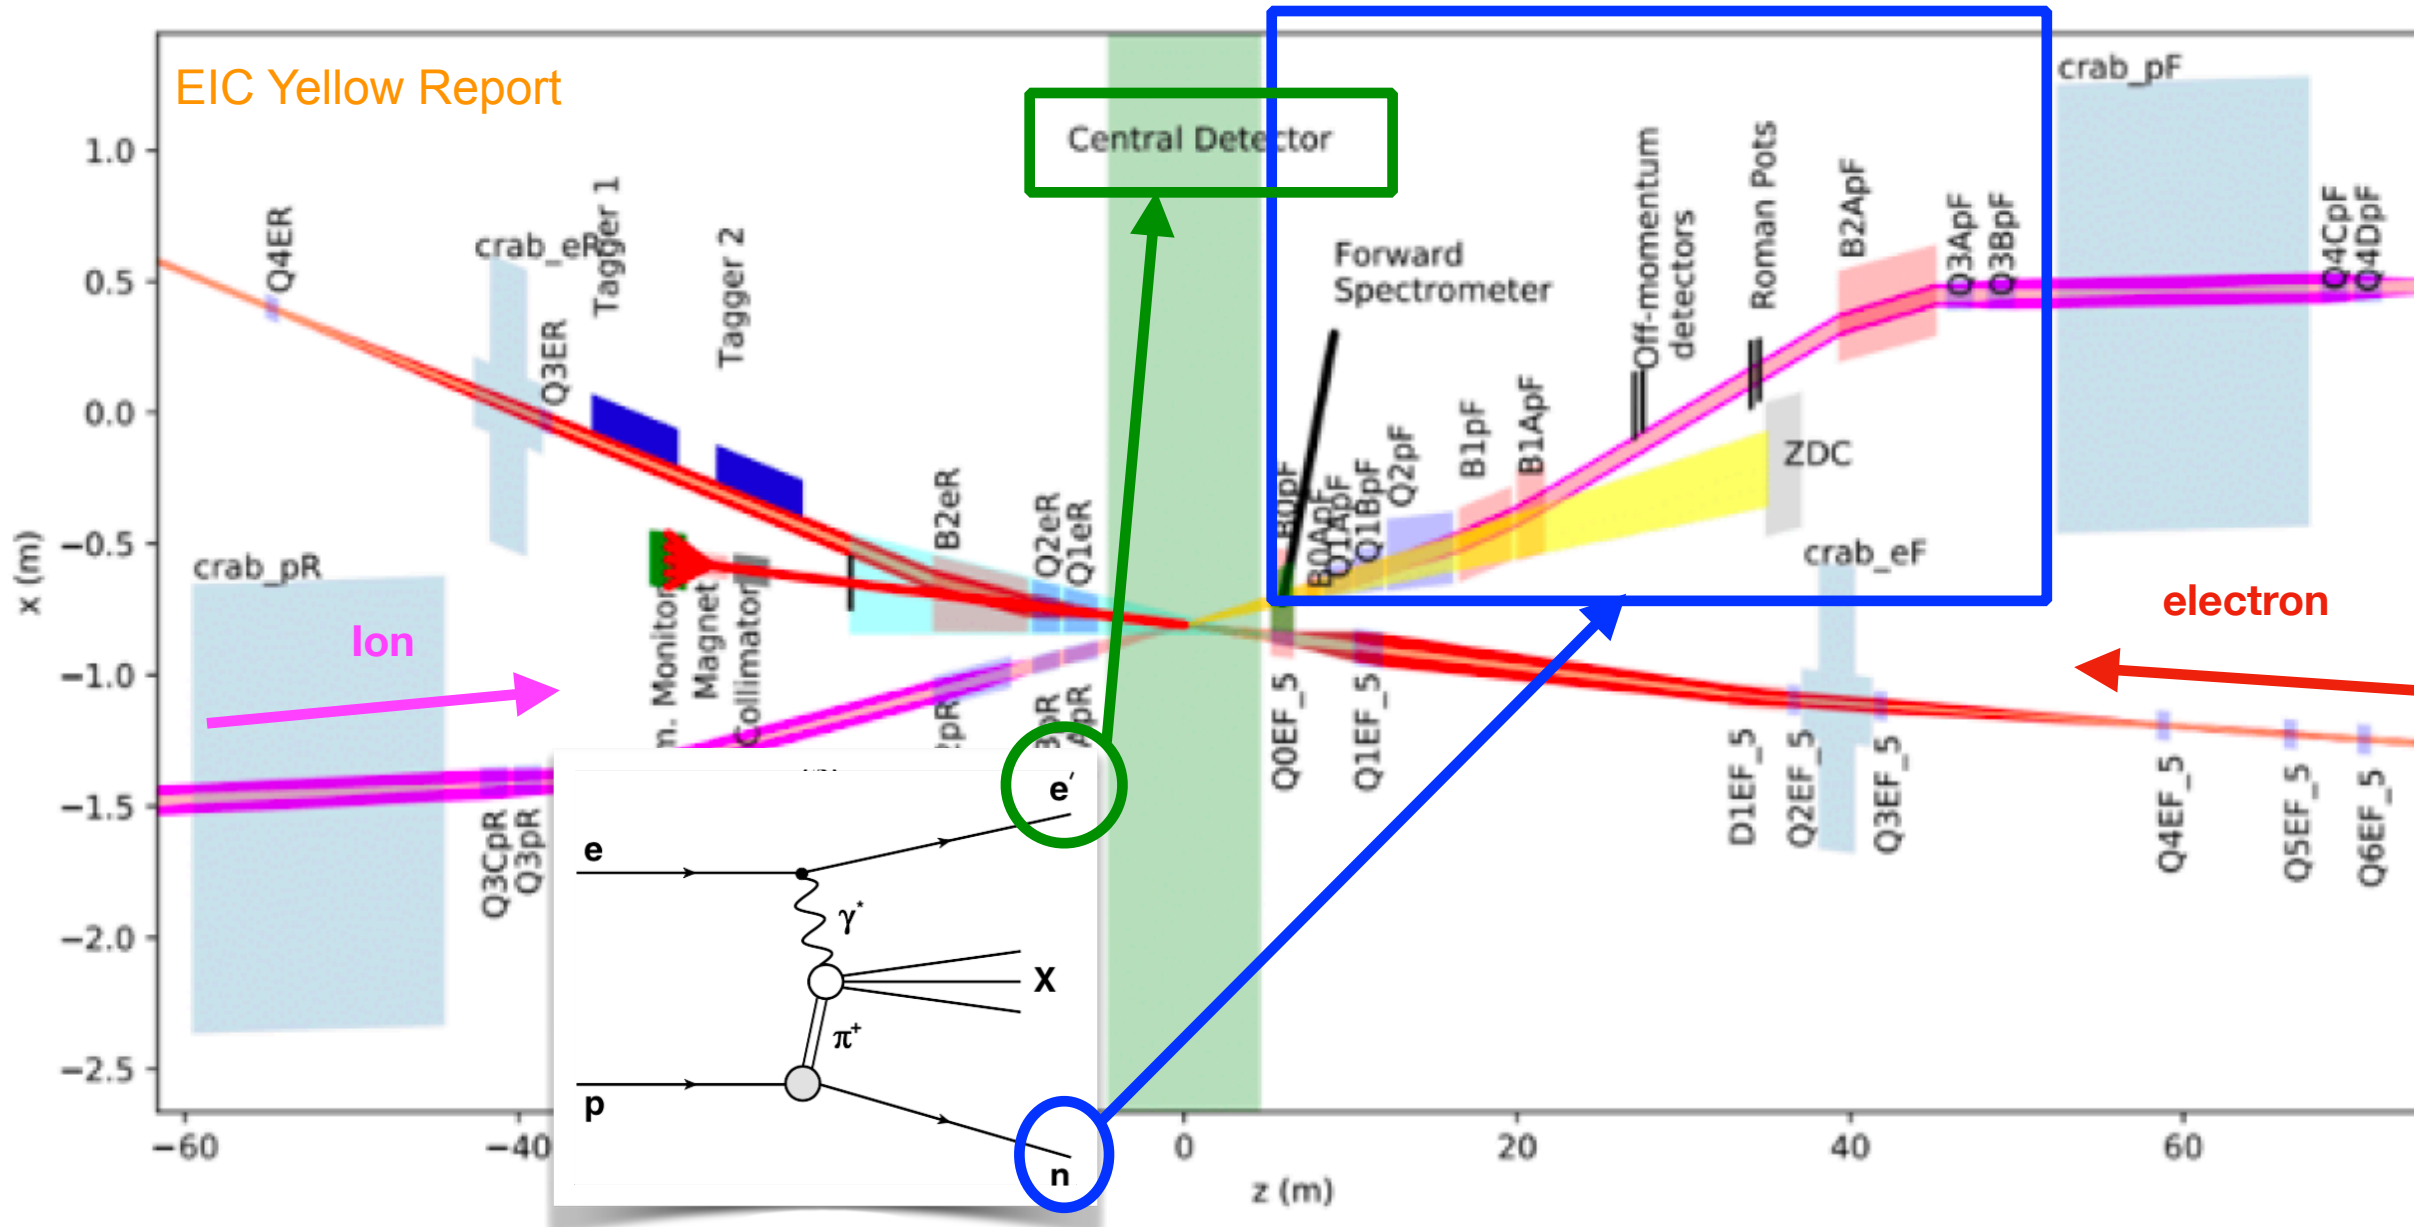 EIC Yellow Report
Central Detector
crab_pF
1.0
0.5
0.0
−0.5
−1.0
−1.5
−2.0
−2.5
x (m)
Q4ER
crab_eR
Tagger 1
Tagger 2
Q3ER
Forward
Spectrometer
Off-momentum
detectors
Roman Pots
B2ApF
Q3ApF
Q3BpF
Q4CpF
Q4DpF
B2eR
Q2eR
Q1eR
B0pF
B0ApF
Q1ApF
Q1BpF
Q2pF
B1pF
B1ApF
ZDC
crab_pR
crab_eF
Ion
electron
m. Monitor
Magnet
Collimator
ApR
Q3CpR
Q3pR
Q0EF_5
Q1EF_5
D1EF_5
Q2EF_5
Q3EF_5
Q4EF_5
Q5EF_5
Q6EF_5
e
e′
γ*
X
π+
p
n
−60
−40
0
20
40
60
z (m)